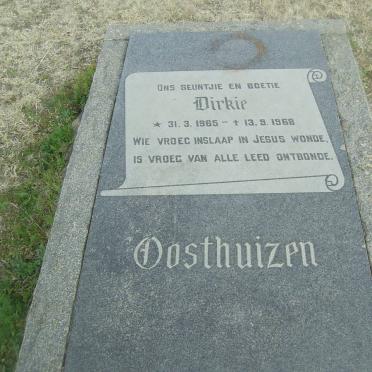 ONS SEUNTJIE EN BOETIE
Dirkie
* 31. 3. 1965 - † 13. 9. 1968
WIE VROEG INSLAAP IN JESUS WONDE,
IS VROEG VAN ALLE LEED ONTBONDE.
Oosthuizen